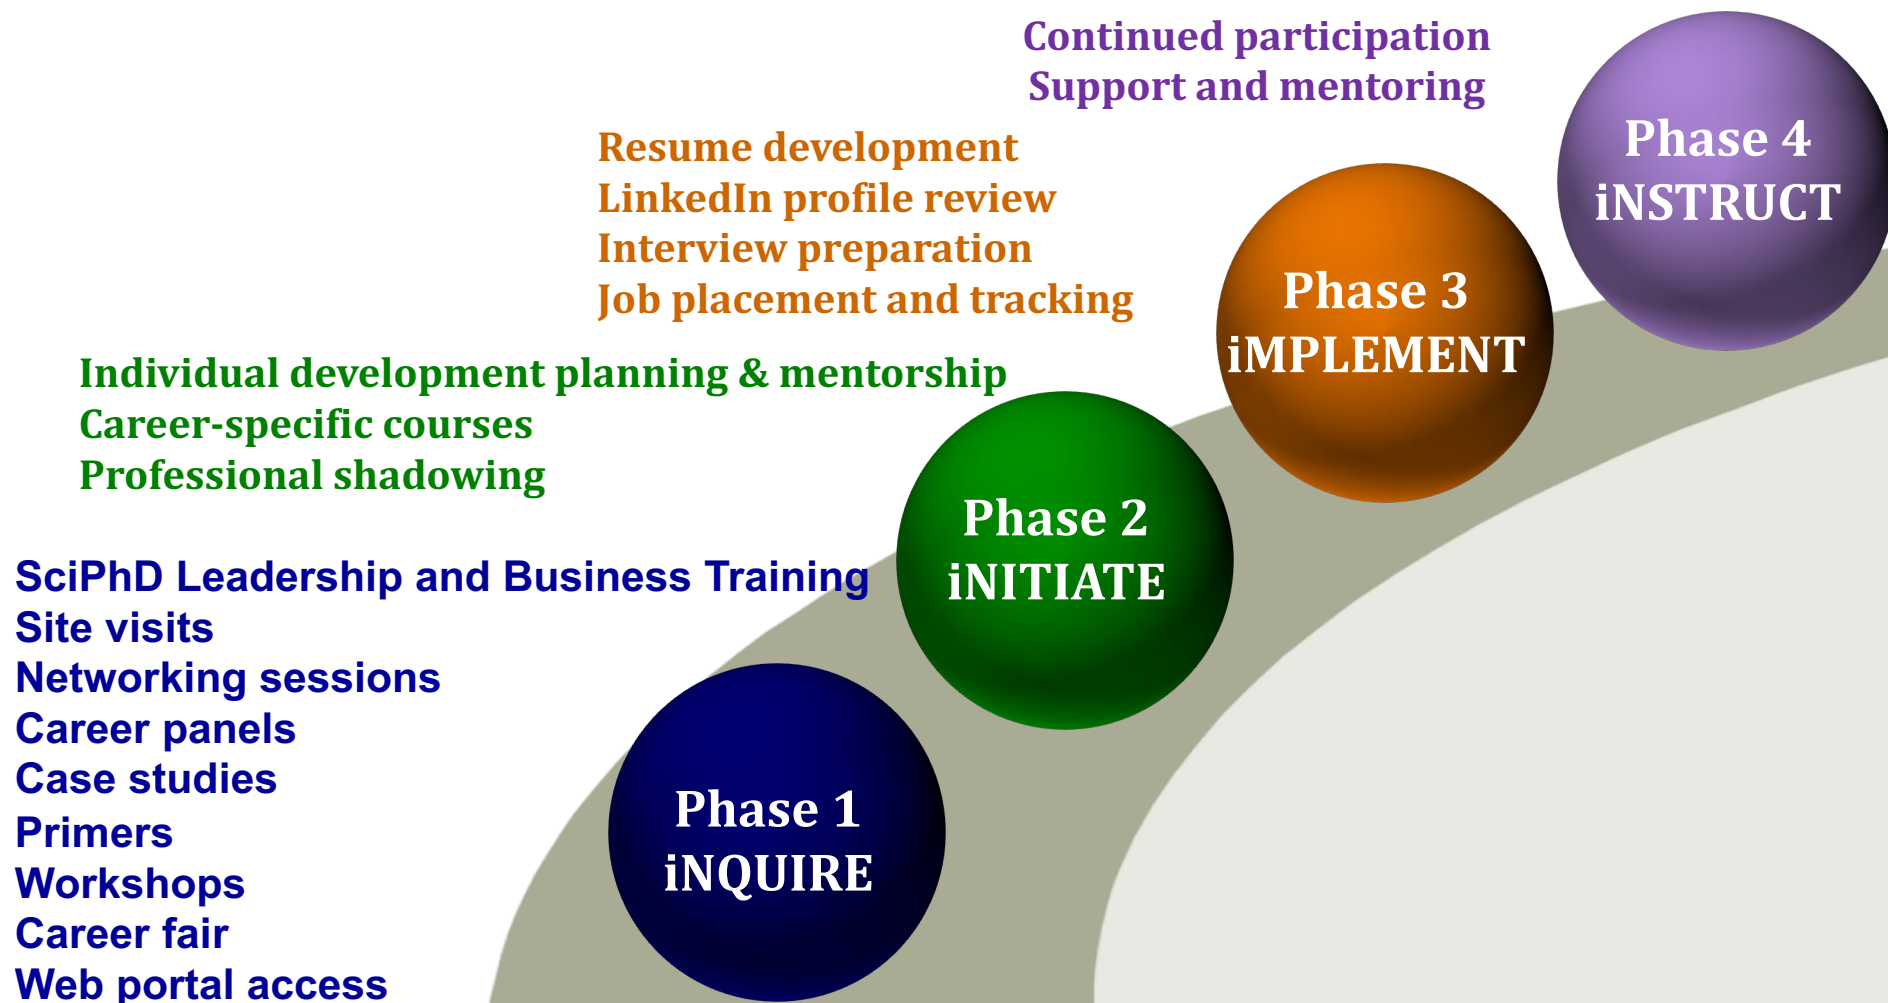 Continued participation
Support and mentoring
Phase 4
iNSTRUCT
Resume development
LinkedIn profile review
Interview preparation
Job placement and tracking
Phase 3
iMPLEMENT
Individual development planning & mentorship
Career-specific courses
Professional shadowing
Phase 2
iNITIATE
SciPhD Leadership and Business Training
Site visits
Networking sessions
Career panels
Case studies
Primers
Workshops
Career fair
Web portal access
Phase 1
iNQUIRE